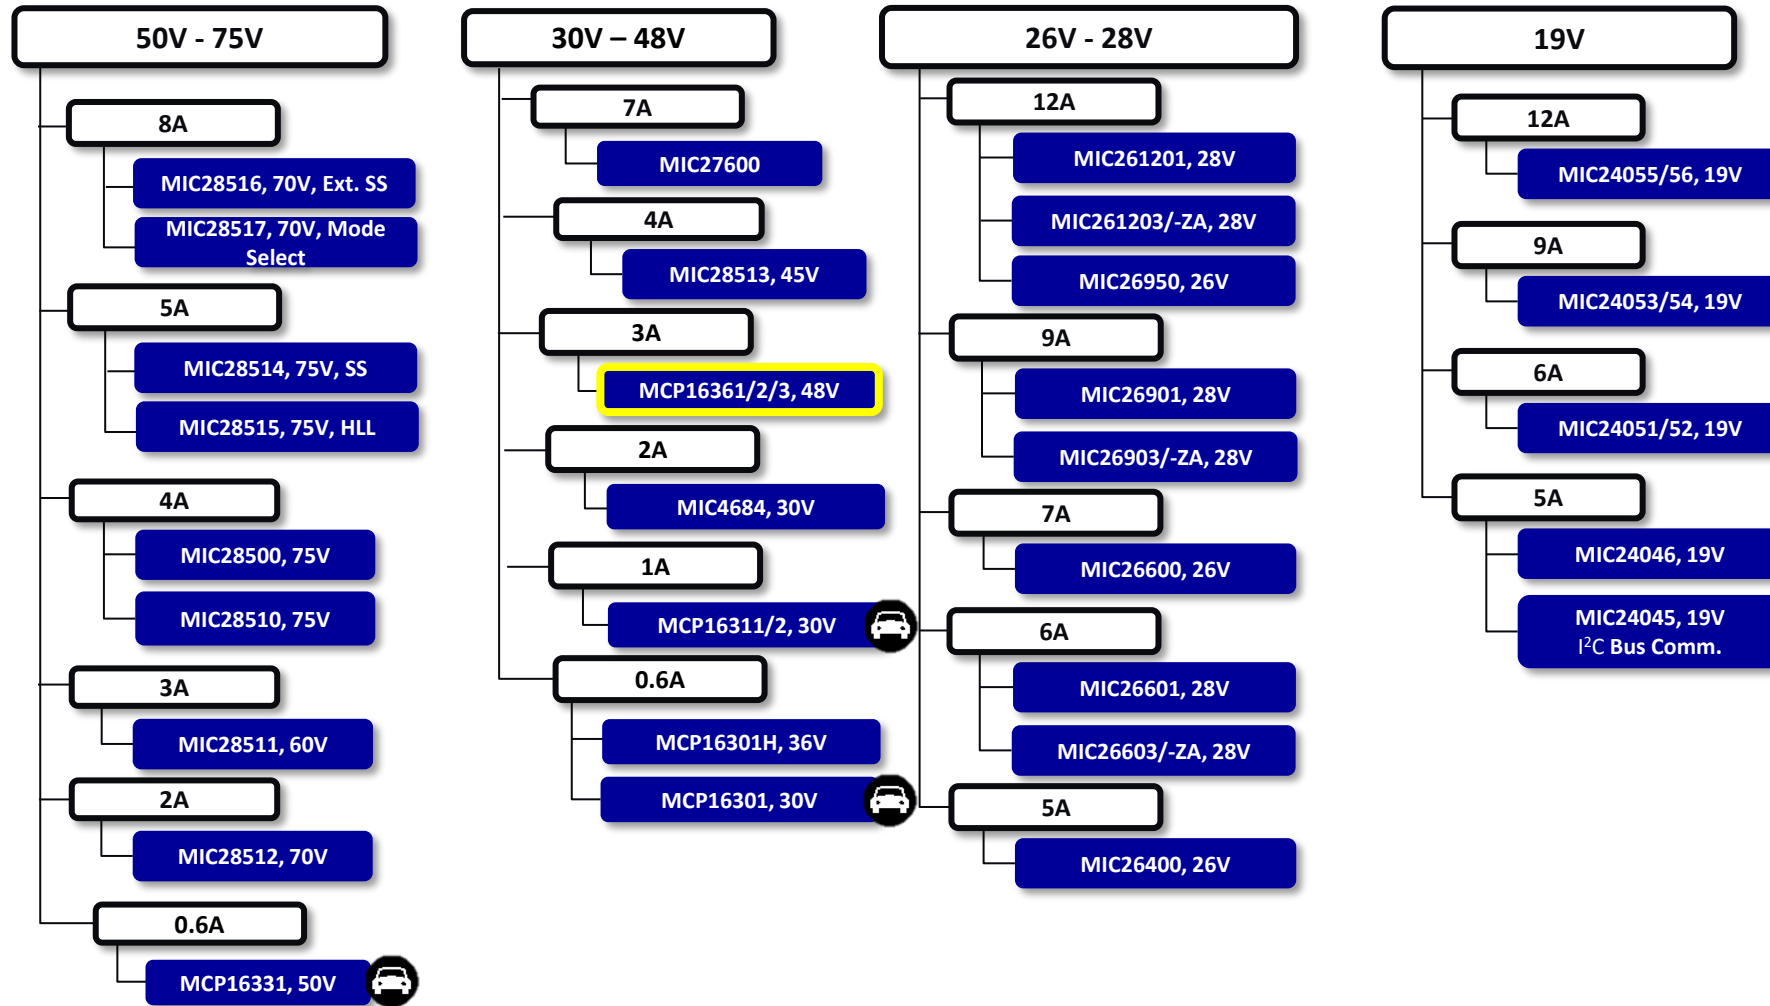 50V - 75V
8A
MIC28516, 70V, Ext. SS
MIC28517, 70V, Mode
Select
5A
MIC28514, 75V, SS
MIC28515, 75V, HLL
4A
MIC28500, 75V
MIC28510, 75V
3A
MIC28511, 60V
2A
MIC28512, 70V
0.6A
MCP16331, 50V
30V – 48V
7A
MIC27600
4A
MIC28513, 45V
3A
MCP16361/2/3, 48V
2A
MIC4684, 30V
1A
MCP16311/2, 30V
0.6A
MCP16301H, 36V
MCP16301, 30V
26V - 28V
12A
MIC261201, 28V
MIC261203/-ZA, 28V
MIC26950, 26V
9A
MIC26901, 28V
MIC26903/-ZA, 28V
7A
MIC26600, 26V
6A
MIC26601, 28V
MIC26603/-ZA, 28V
5A
MIC26400, 26V
19V
12A
MIC24055/56, 19V
9A
MIC24053/54, 19V
6A
MIC24051/52, 19V
5A
MIC24046, 19V
MIC24045, 19V
I²C Bus Comm.